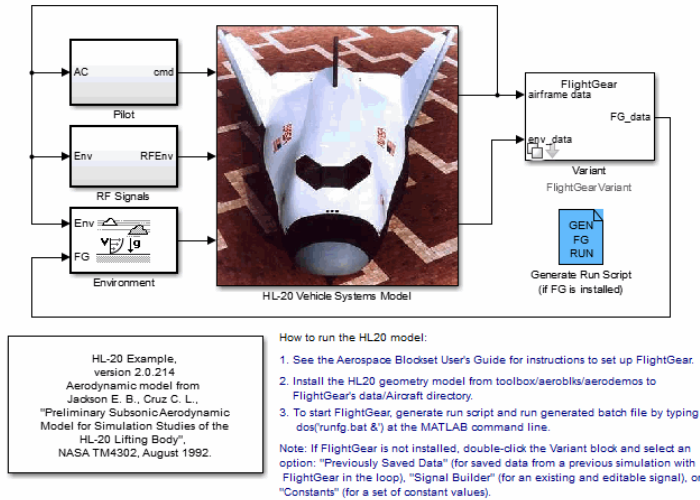 AC
cmd
Pilot
Env
RFEnv
RF Signals
Env
FG
V
g
Environment
HL-20 Vehicle Systems Model
FlightGear
airframe data
FG_data
env_data
Variant
FlightGearVariant
GEN
FG
RUN
Generate Run Script
(if FG is installed)
HL-20 Example,
version 2.0.214
Aerodynamic model from
Jackson E. B., Cruz C. L.,
"Preliminary Subsonic Aerodynamic
Model for Simulation Studies of the
HL-20 Lifting Body",
NASA TM4302, August 1992.
How to run the HL20 model:
1. See the Aerospace Blockset User's Guide for instructions to set up FlightGear.
2. Install the HL20 geometry model from toolbox/aeroblks/aerodemos to
FlightGear's data/Aircraft directory.
3. To start FlightGear, generate run script and run generated batch file by typing
dos('runfg.bat &') at the MATLAB command line.
Note: If FlightGear is not installed, double-click the Variant block and select an
option: "Previously Saved Data" (for saved data from a previous simulation with
FlightGear in the loop), "Signal Builder" (for an existing and editable signal),
"Constants" (for a set of constant values).